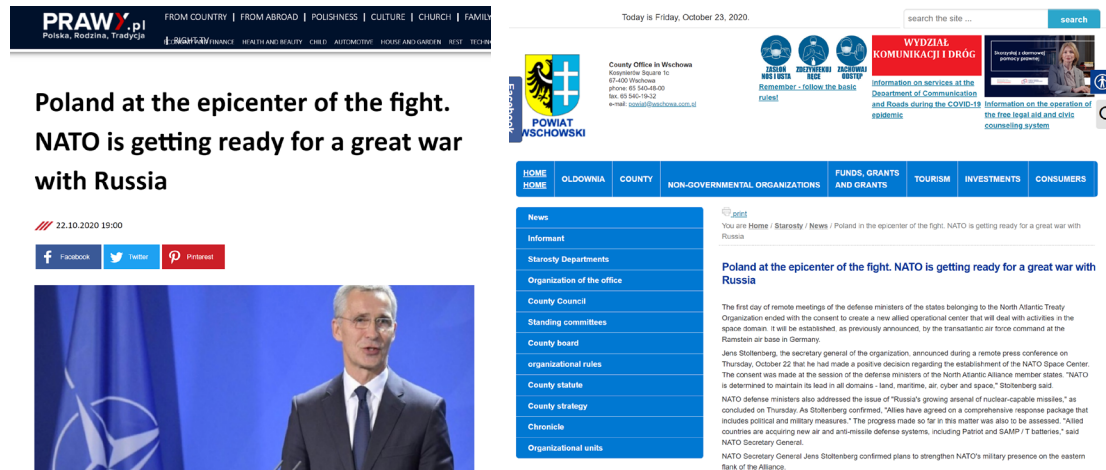 PRAWY.pl
Polska, Rodzina, Tradycja
FROM COUNTRY | FROM ABROAD | POLISHNESS | CULTURE | CHURCH | FAMILY
| RIGHT TV
ECONOMY AND FINANCE HEALTH AND BEAUTY CHILD AUTOMOTIVE HOUSE AND GARDEN REST TECHN
Poland at the epicenter of the fight.
NATO is getting ready for a great war
with Russia
22.10.2020 19:00
Facebook Twitter Pinterest
Today is Friday, October 23, 2020.
search the site ... search
Facebook
POWIAT
WSCHOWSKI
County Office in Wschowa
Kosynierów Square 1c
67-400 Wschowa
phone: 65 540-48-00
fax. 65 540-19-32
e-mail: powiat@wschowa.com.pl
ZASŁOŃ NOS I USTA
ZDEZYNFEKUJ RĘCE
ZACHOWAJ ODSTĘP
Remember - follow the basic
rules!
WYDZIAŁ
KOMUNIKACJI I DRÓG
Information on services at the
Department of Communication
and Roads during the COVID-19
epidemic
Skorzystaj z darmowej
pomocy prawnej
Information on the operation of
the free legal aid and civic
counseling system
HOME
HOME
OLDOWNIA
COUNTY
NON-GOVERNMENTAL ORGANIZATIONS
FUNDS, GRANTS
AND GRANTS
TOURISM
INVESTMENTS
CONSUMERS
News
Informant
Starosty Departments
Organization of the office
County Council
Standing committees
County board
organizational rules
County statute
County strategy
Chronicle
Organizational units
print
You are Home / Starosty / News / Poland in the epicenter of the fight. NATO is getting ready for a great war with
Russia
Poland at the epicenter of the fight. NATO is getting ready for a great war with
Russia
The first day of remote meetings of the defense ministers of the states belonging to the North Atlantic Treaty
Organization ended with the consent to create a new allied operational center that will deal with activities in the
space domain. It will be established, as previously announced, by the transatlantic air force command at the
Ramstein air base in Germany.
Jens Stoltenberg, the secretary general of the organization, announced during a remote press conference on
Thursday, October 22 that he had made a positive decision regarding the establishment of the NATO Space Center.
The consent was made at the session of the defense ministers of the North Atlantic Alliance member states. "NATO
is determined to maintain its lead in all domains - land, maritime, air, cyber and space," Stoltenberg said.
NATO defense ministers also addressed the issue of "Russia's growing arsenal of nuclear-capable missiles," as
concluded on Thursday. As Stoltenberg confirmed, "Allies have agreed on a comprehensive response package that
includes political and military measures." The progress made so far in this matter was also to be assessed. "Allied
countries are acquiring new air and anti-missile defense systems, including Patriot and SAMP / T batteries," said
NATO Secretary General.
NATO Secretary General Jens Stoltenberg confirmed plans to strengthen NATO's military presence on the eastern
flank of the Alliance.